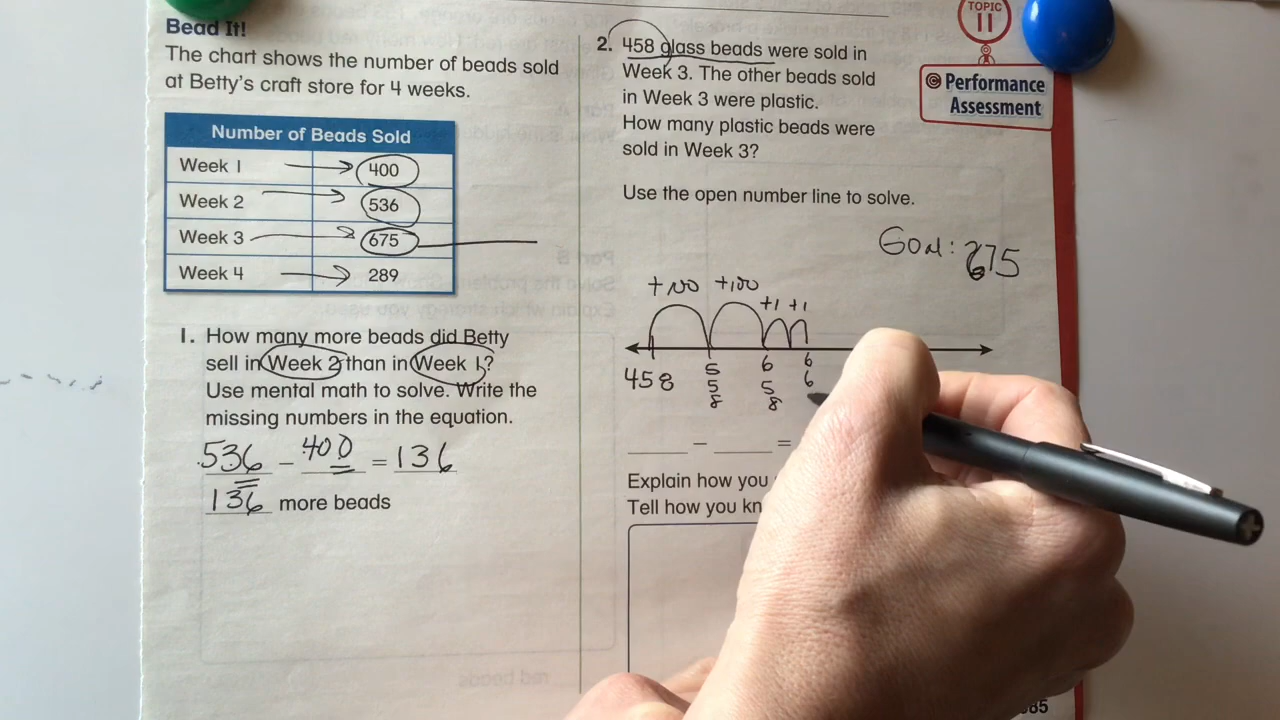 Bead It!
The chart shows the number of beads sold
at Betty's craft store for 4 weeks.
Number of Beads Sold
Week 1 400
Week 2 536
Week 3 675
Week 4 289
1. How many more beads did Betty
sell in Week 2 than in Week 1?
Use mental math to solve. Write the
missing numbers in the equation.
536 - 400 = 136
136 more beads
TOPIC
11
Performance
Assessment
2. 458 glass beads were sold in
Week 3. The other beads sold
in Week 3 were plastic.
How many plastic beads were
sold in Week 3?
Use the open number line to solve.
Goal: 675
+100 +100
+1 +1
458 558 658 66
- =
Explain how you
Tell how you kn
red beads